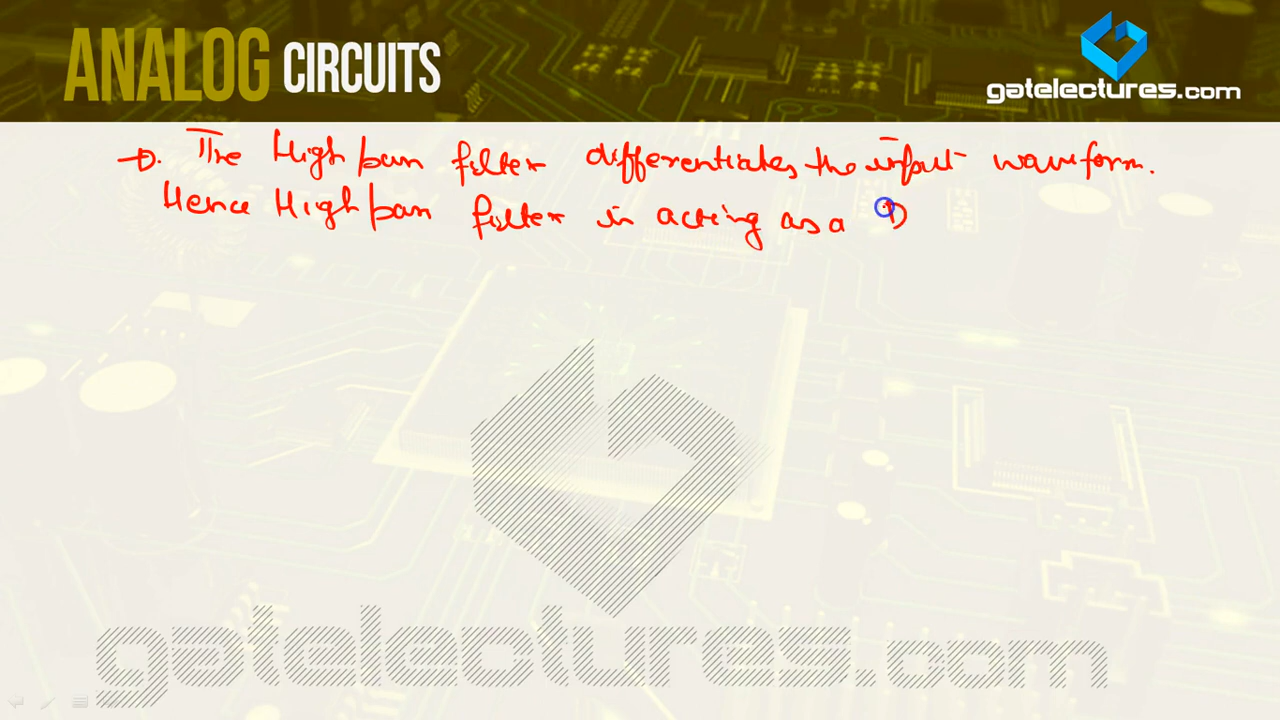 ANALOG CIRCUITS
gatelectures.com
→ The High pass filter differentiates the input waveform.
Hence High pass filter is acting as a D
gatelectures.com